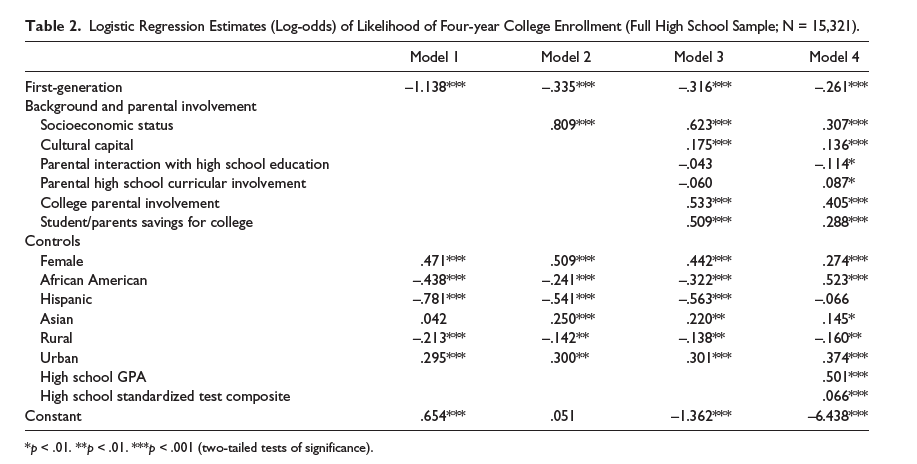 Table 2. Logistic Regression Estimates (Log-odds) of Likelihood of Four-year College Enrollment (Full High School Sample; N = 15,321).
Model 1 Model 2 Model 3 Model 4
First-generation –1.138*** –.335*** –.316*** –.261***
Background and parental involvement
Socioeconomic status .809*** .623*** .307***
Cultural capital .175*** .136***
Parental interaction with high school education –.043 –.114*
Parental high school curricular involvement –.060 .087*
College parental involvement .533*** .405***
Student/parents savings for college .509*** .288***
Controls
Female .471*** .509*** .442*** .274***
African American –.438*** –.241*** –.322*** .523***
Hispanic –.781*** –.541*** –.563*** –.066
Asian .042 .250*** .220** .145*
Rural –.213*** –.142** –.138** –.160**
Urban .295*** .300** .301*** .374***
High school GPA .501***
High school standardized test composite .066***
Constant .654*** .051 –1.362*** –6.438***
*p < .01. **p < .01. ***p < .001 (two-tailed tests of significance).